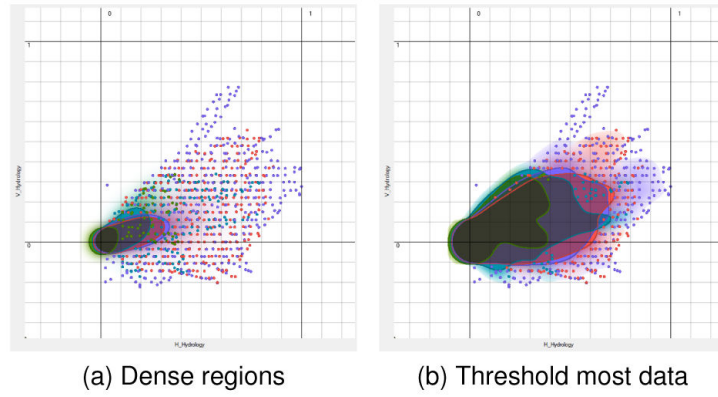 0 1
1
0
V_Hydrology
H_Hydrology
0 1
1
0
V_Hydrology
H_Hydrology
(a) Dense regions
(b) Threshold most data